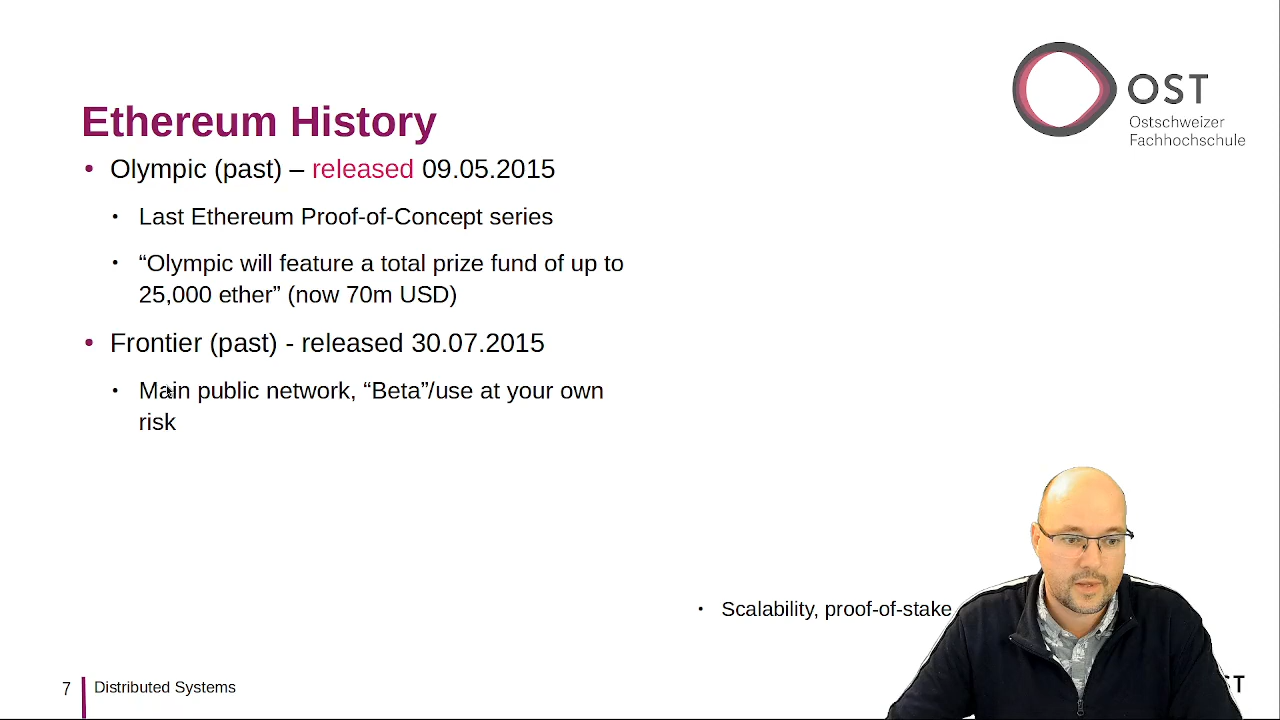 OST
Ostschweizer
Fachhochschule
Ethereum History
• Olympic (past) – released 09.05.2015
• Last Ethereum Proof-of-Concept series
• “Olympic will feature a total prize fund of up to
25,000 ether” (now 70m USD)
• Frontier (past) - released 30.07.2015
• Main public network, “Beta”/use at your own
risk
• Scalability, proof-of-stake
7
Distributed Systems